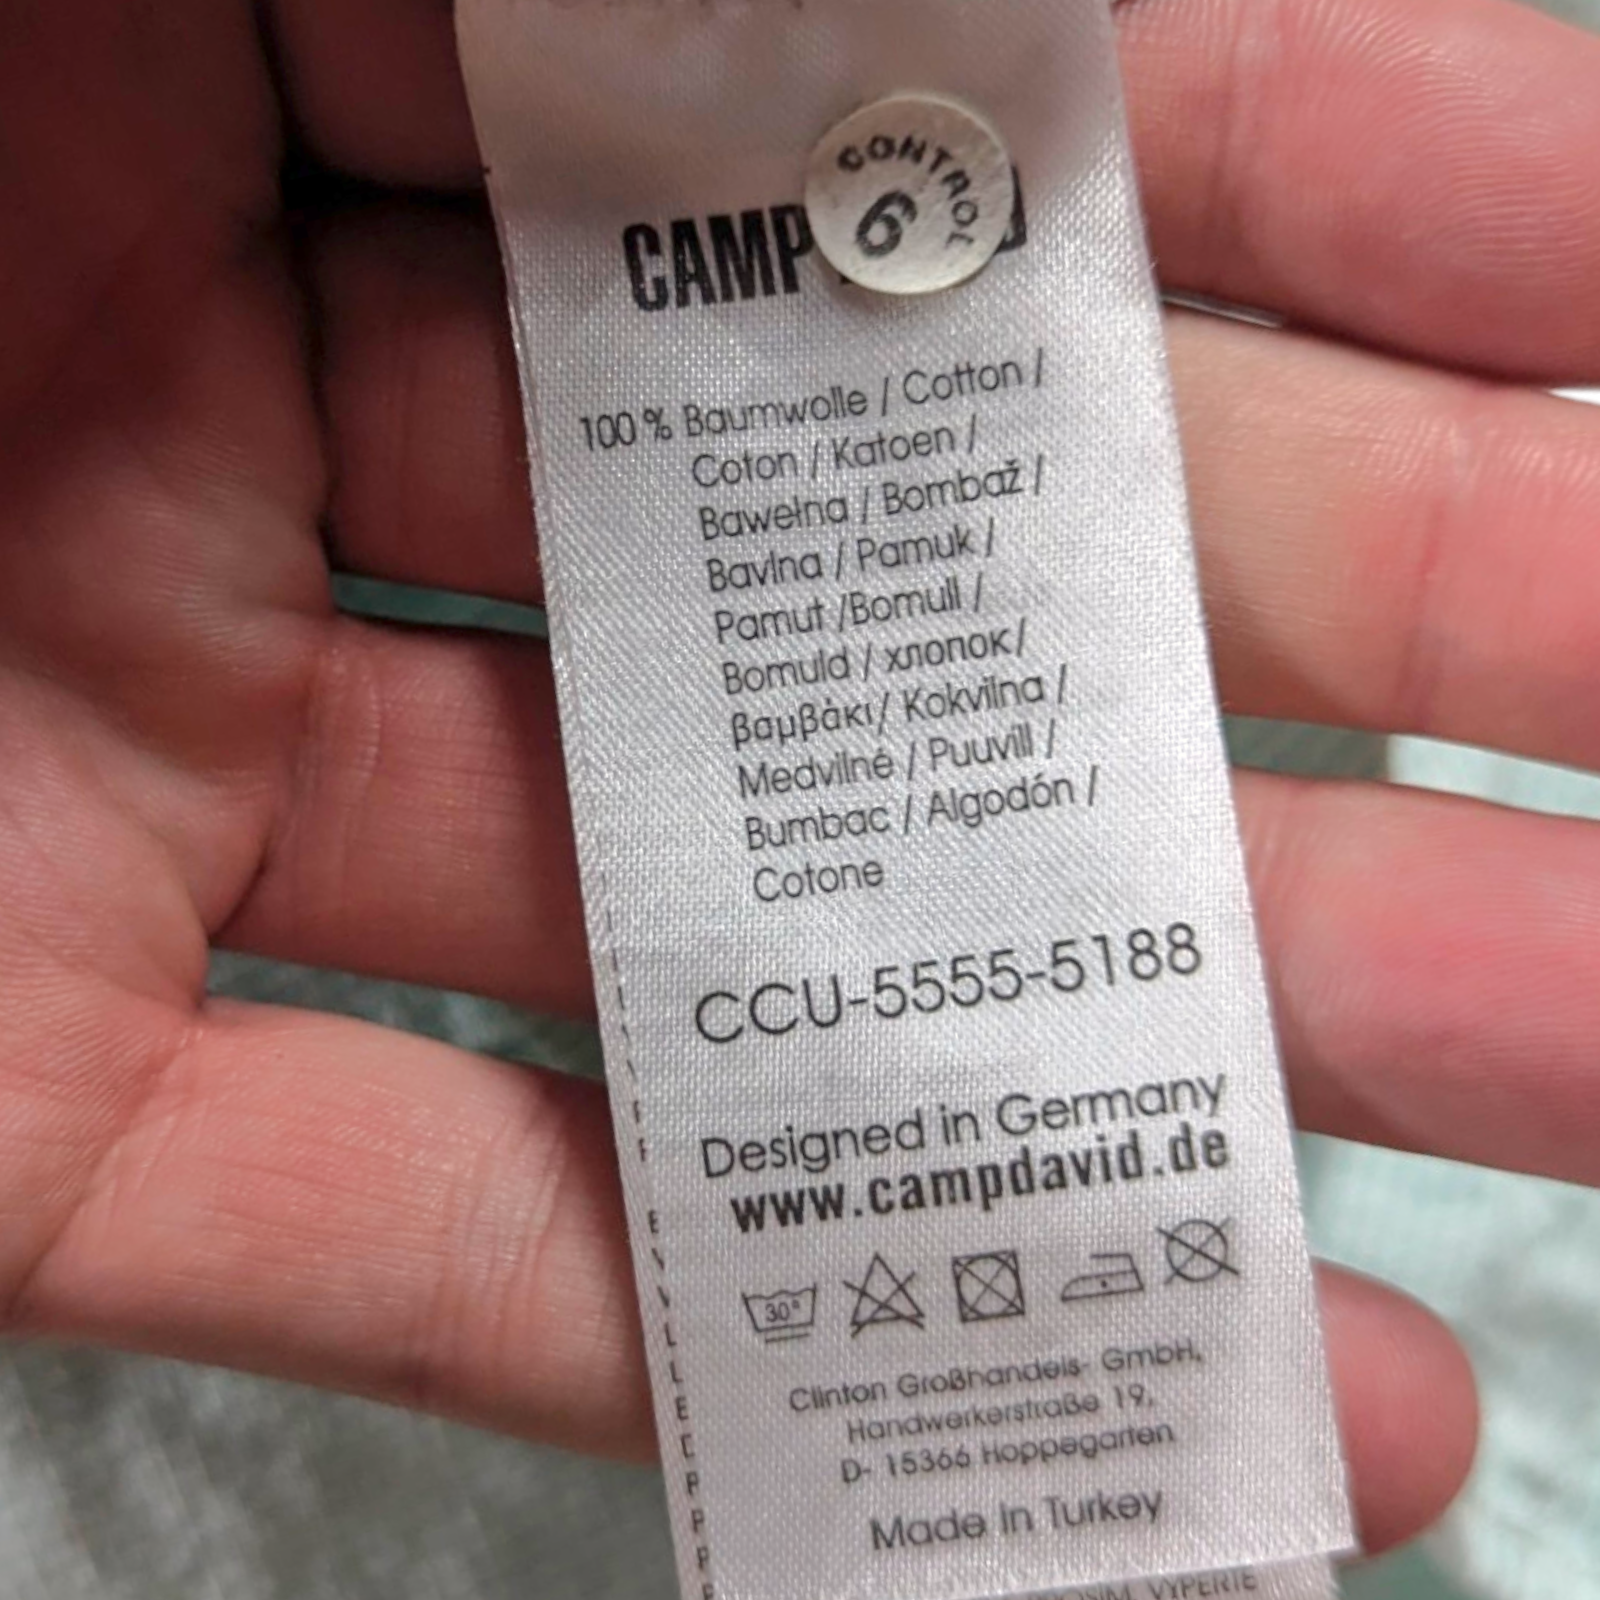 CONTROL
6
CAMP
100 % Baumwolle / Cotton /
Coton / Katoen /
Bawełna / Bombaž /
Bavlna / Pamuk /
Pamut /Bomull /
Bomuld / хлопок/
βαμβάκι/ Kokvilna /
Medvilnė / Puuvill /
Bumbac / Algodón /
Cotone
CCU-5555-5188
Designed in Germany
www.campdavid.de
30°
Clinton Großhandels- GmbH,
Handwerkerstraße 19,
D- 15366 Hoppegarten
Made in Turkey
VYPERTE